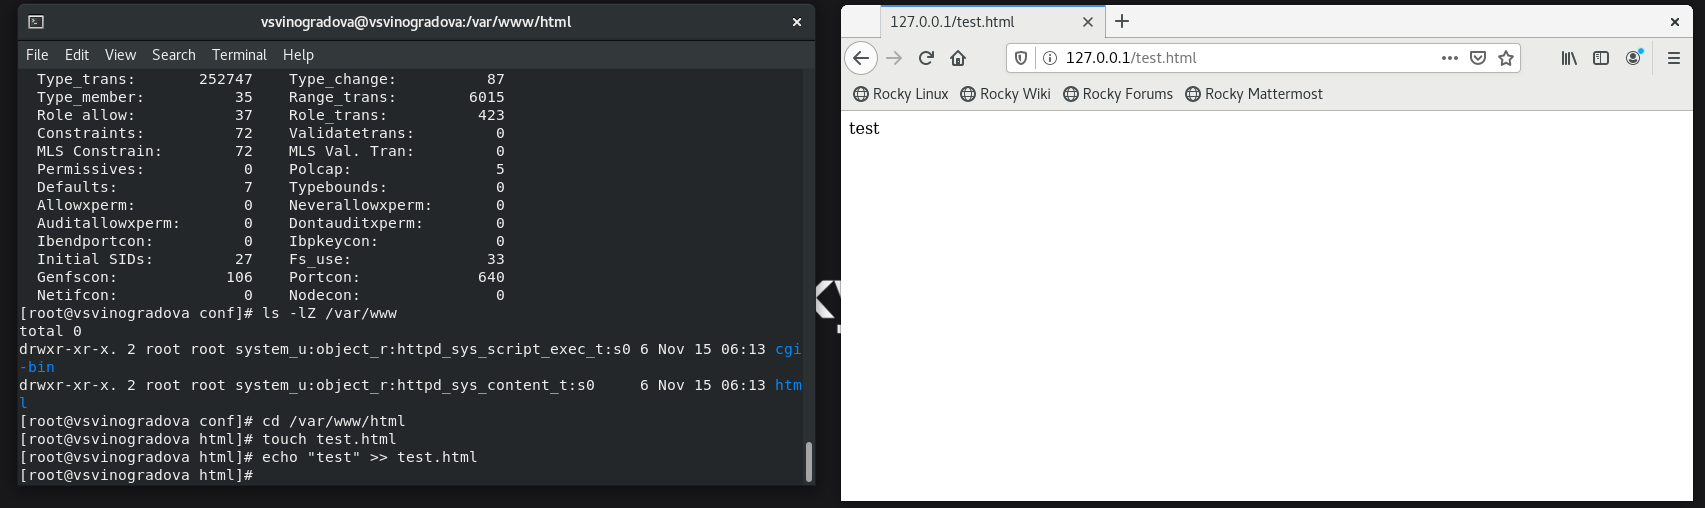 vsvinogradova@vsvinogradova:/var/www/html
File Edit View Search Terminal Help
Type_trans: 252747 Type_change: 87
Type_member: 35 Range_trans: 6015
Role allow: 37 Role_trans: 423
Constraints: 72 Validatetrans: 0
MLS Constrain: 72 MLS Val. Tran: 0
Permissives: 0 Polcap: 5
Defaults: 7 Typebounds: 0
Allowxperm: 0 Neverallowxperm: 0
Auditallowxperm: 0 Dontauditxperm: 0
Ibendportcon: 0 Ibpkeycon: 0
Initial SIDs: 27 Fs_use: 33
Genfscon: 106 Portcon: 640
Netifcon: 0 Nodecon: 0
[root@vsvinogradova conf]# ls -lZ /var/www
total 0
drwxr-xr-x. 2 root root system_u:object_r:httpd_sys_script_exec_t:s0 6 Nov 15 06:13 cgi
-bin
drwxr-xr-x. 2 root root system_u:object_r:httpd_sys_content_t:s0 6 Nov 15 06:13 htm
l
[root@vsvinogradova conf]# cd /var/www/html
[root@vsvinogradova html]# touch test.html
[root@vsvinogradova html]# echo "test" >> test.html
[root@vsvinogradova html]#
127.0.0.1/test.html
127.0.0.1/test.html
Rocky Linux Rocky Wiki Rocky Forums Rocky Mattermost
test